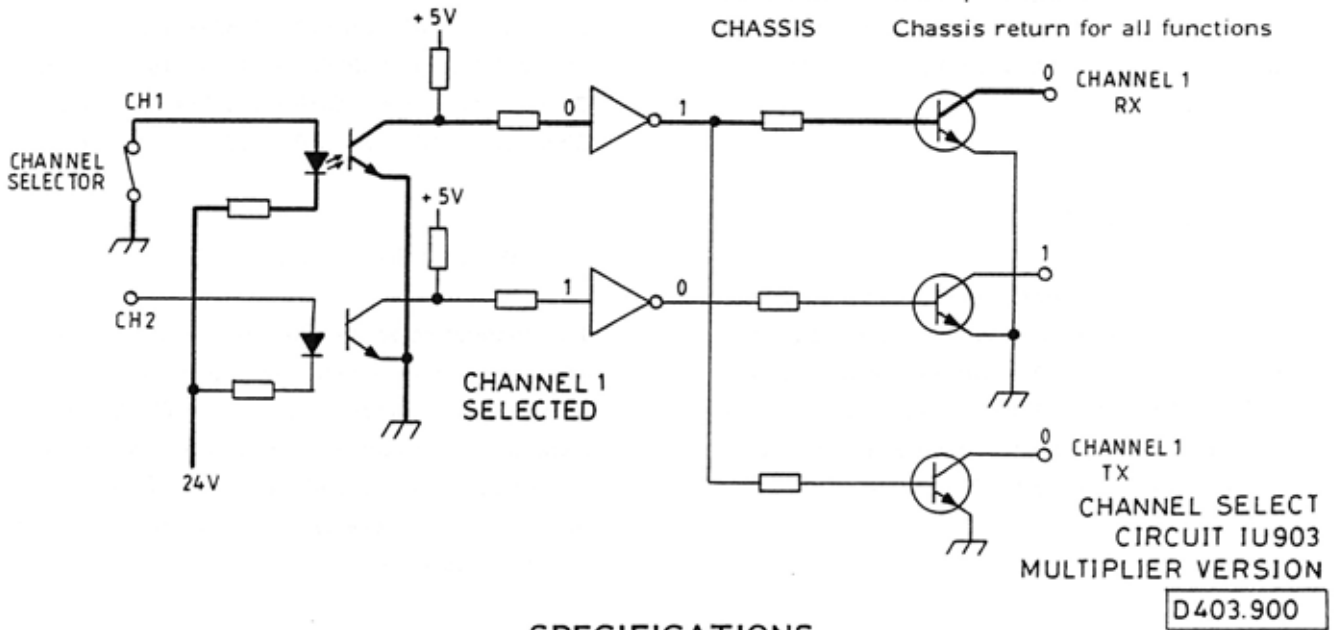 + 5V
CHASSIS Chassis return for all functions
CH1
0
1
0
CHANNEL 1
RX
CHANNEL
SELECTOR
+ 5V
CH2
1
0
1
CHANNEL 1
SELECTED
24V
0
CHANNEL 1
TX
CHANNEL SELECT
CIRCUIT IU903
MULTIPLIER VERSION
D403.900